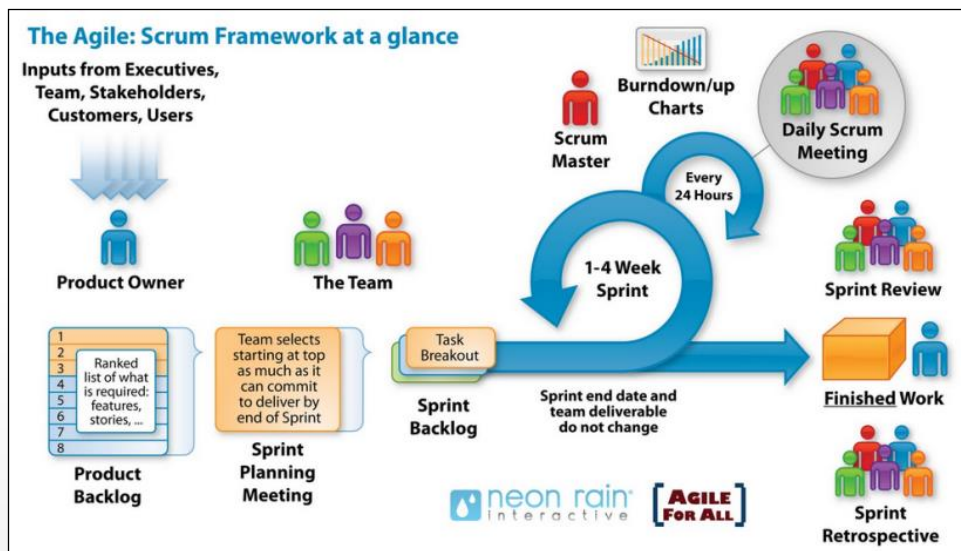 The Agile: Scrum Framework at a glance
Inputs from Executives,
Team, Stakeholders,
Customers, Users
Product Owner
The Team
Scrum
Master
Burndown/up
Charts
Daily Scrum
Meeting
Every
24 Hours
1-4 Week
Sprint
Sprint Review
1
2
3
4
5
6
7
8
Ranked
list of what
is required:
features,
stories, ...
Product
Backlog
Team selects
starting at top
as much as it
can commit
to deliver by
end of Sprint
Sprint
Planning
Meeting
Task
Breakout
Sprint
Backlog
Sprint end date and
team deliverable
do not change
Finished Work
Sprint
Retrospective
neon rain®
interactive
AGILE
FOR ALL